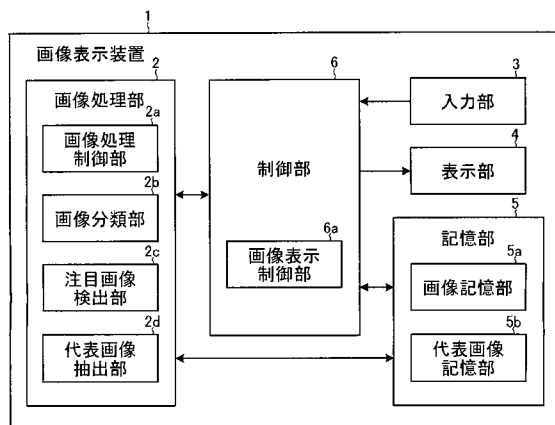 1
画像表示装置
2
画像処理部
2a
画像処理
制御部
2b
画像分類部
2c
注目画像
検出部
2d
代表画像
抽出部
6
制御部
6a
画像表示
制御部
3
入力部
4
表示部
5
記憶部
5a
画像記憶部
5b
代表画像
記憶部